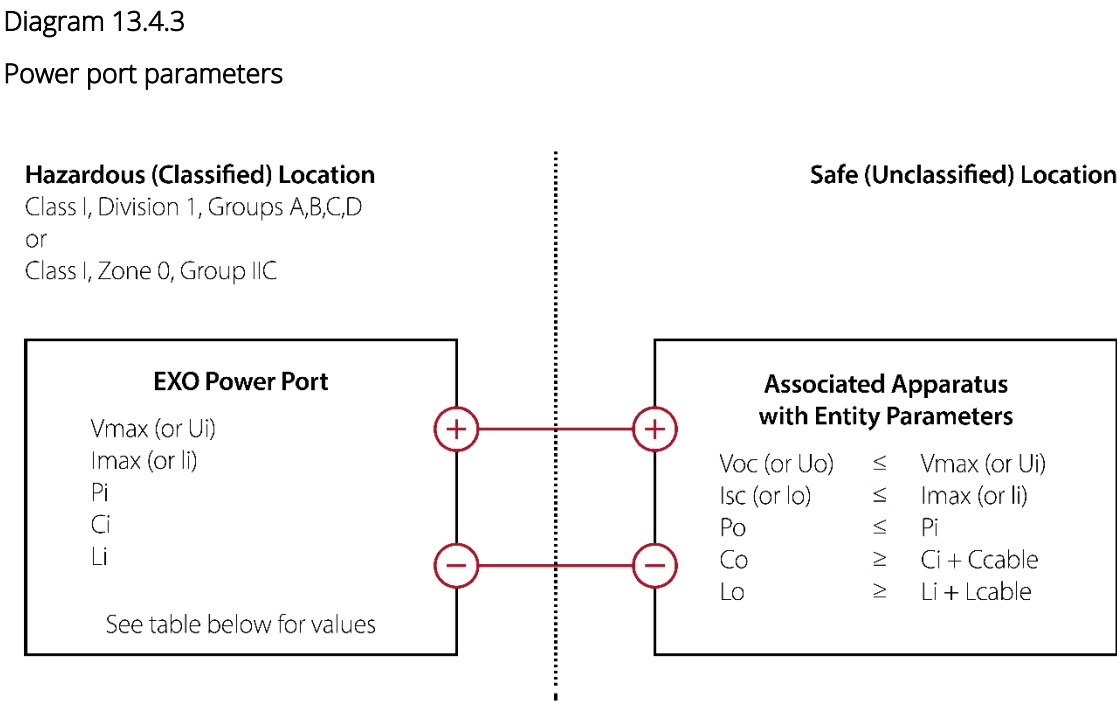 Diagram 13.4.3
Power port parameters
Hazardous (Classified) Location
Class I, Division 1, Groups A,B,C,D
or
Class I, Zone 0, Group IIC
Safe (Unclassified) Location
EXO Power Port
Vmax (or Ui)
Imax (or Ii)
Pi
Ci
Li
See table below for values
+
−
+
−
Associated Apparatus
with Entity Parameters
Voc (or Uo) ≤ Vmax (or Ui)
Isc (or Io) ≤ Imax (or Ii)
Po ≤ Pi
Co ≥ Ci + Ccable
Lo ≥ Li + Lcable